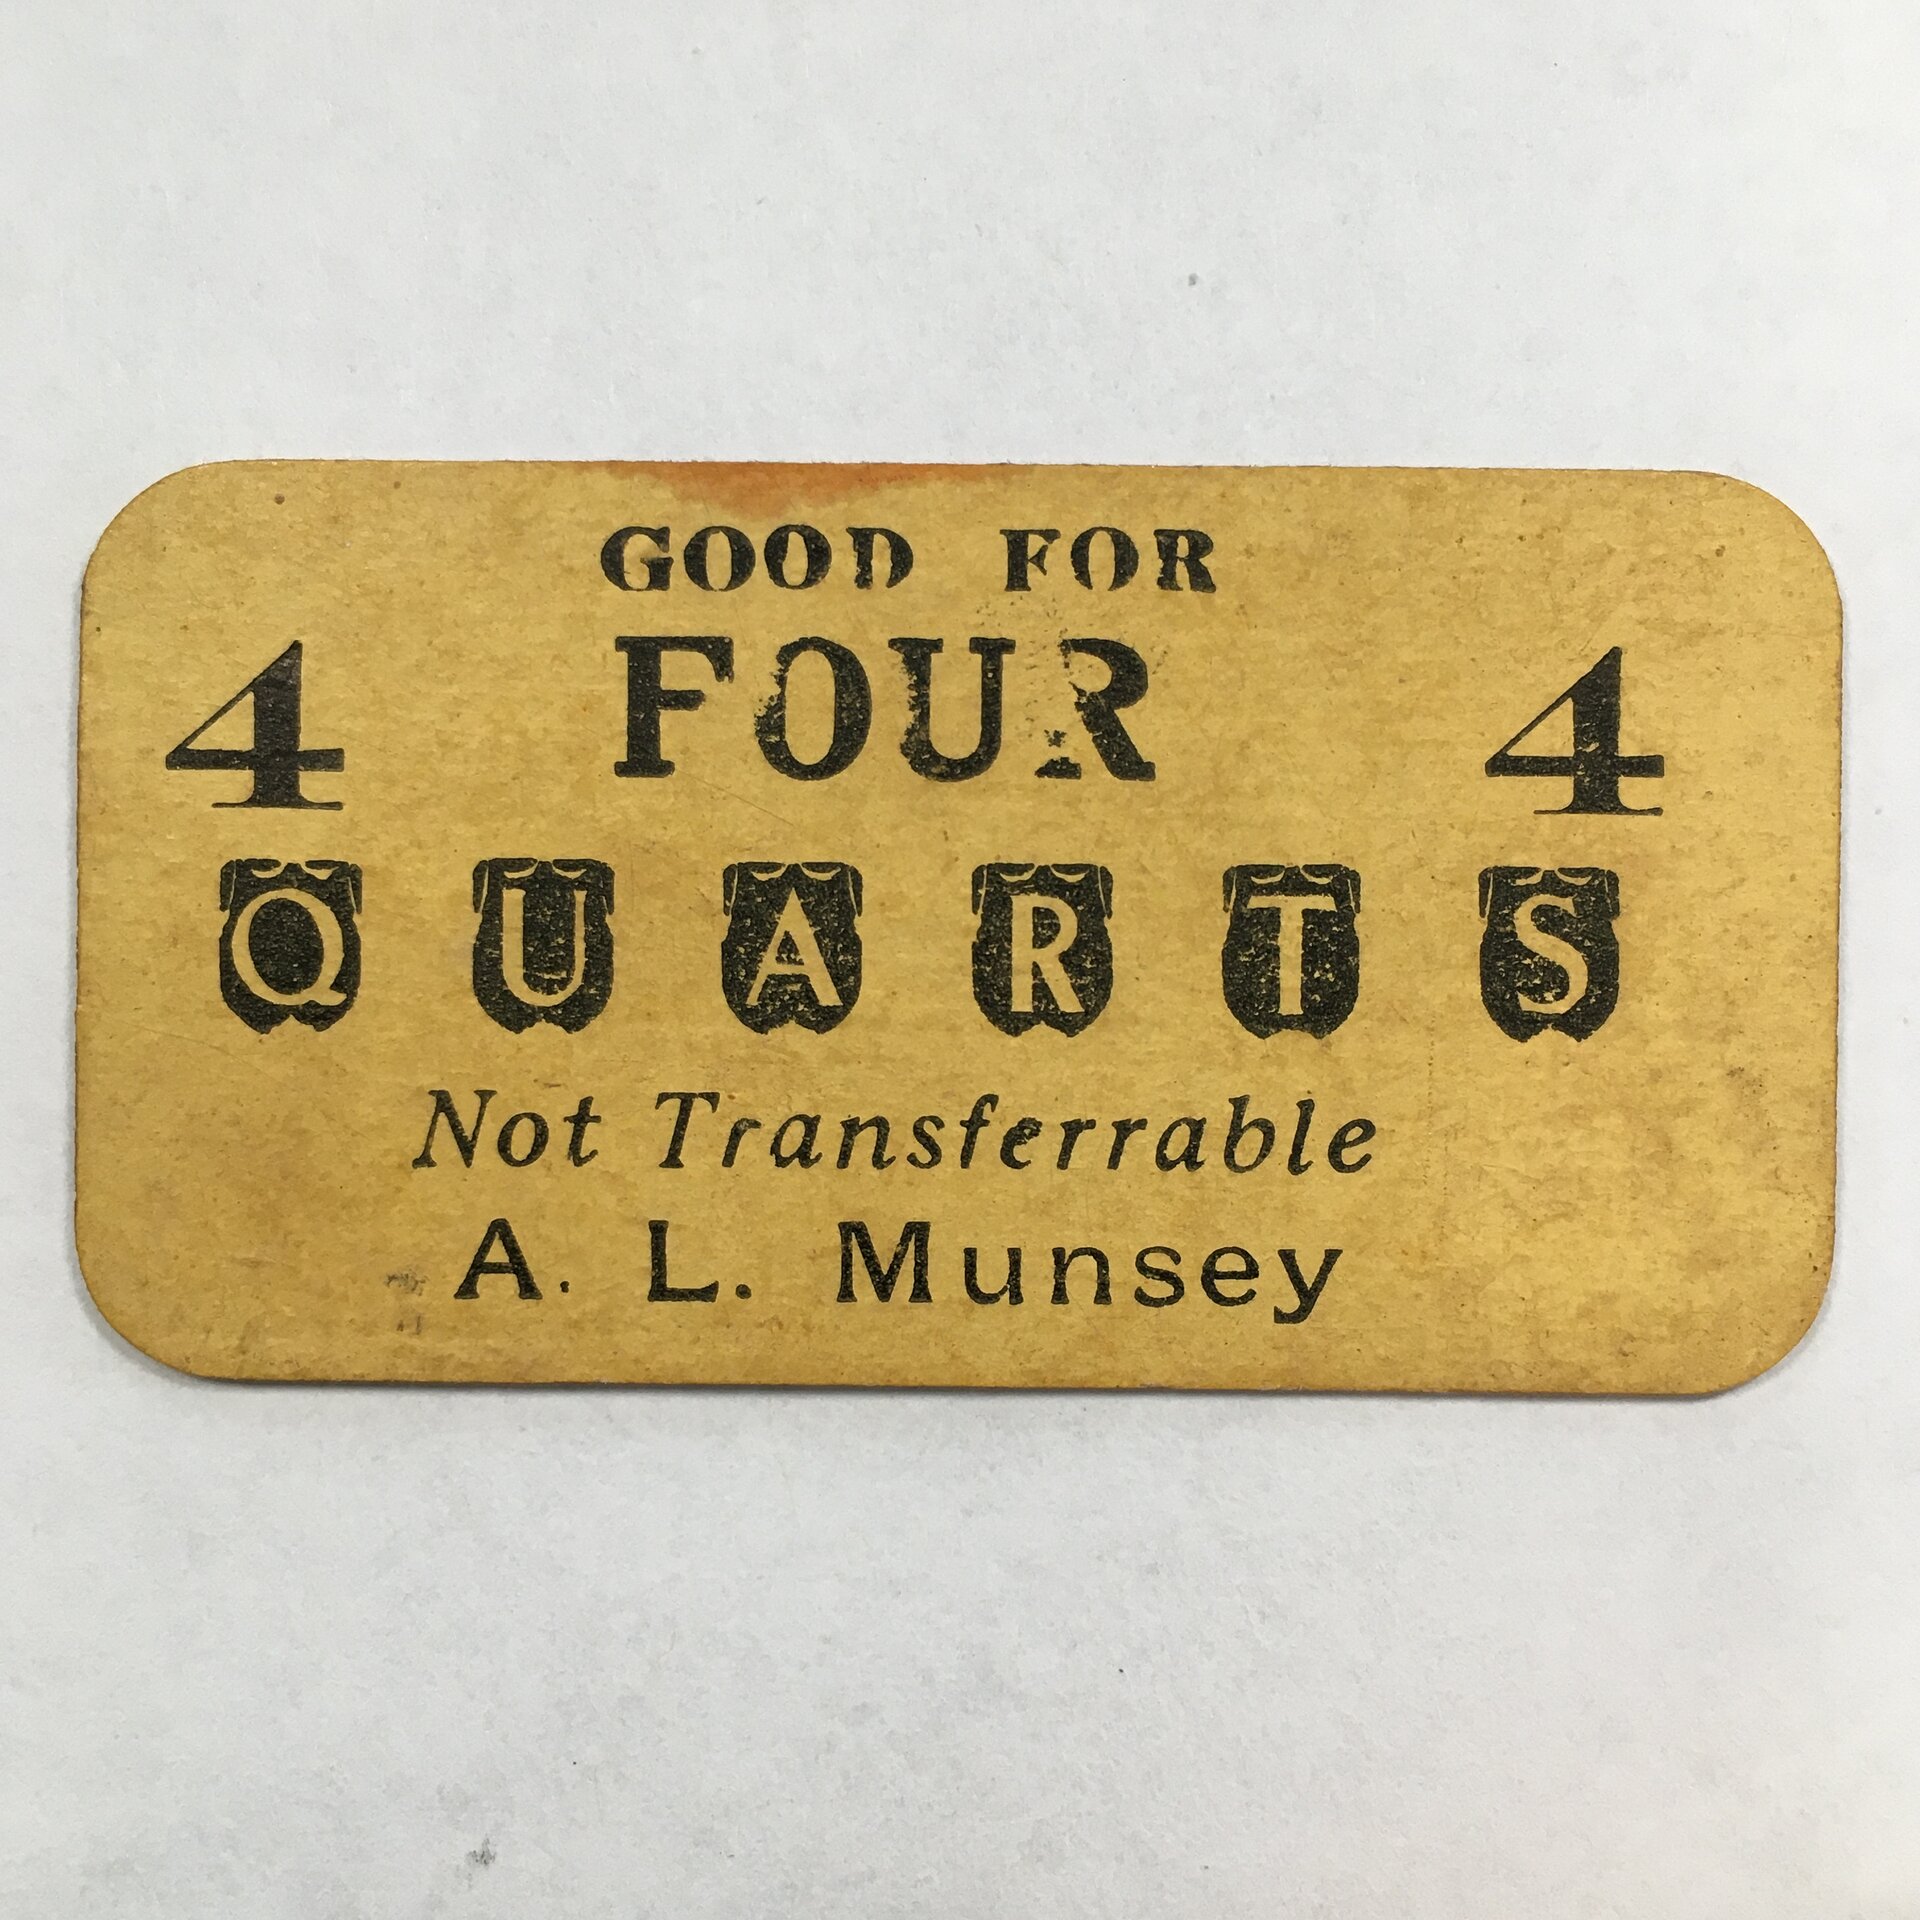 GOOD FOR
4 FOUR 4
QUARTS
Not Transferrable
A. L. Munsey